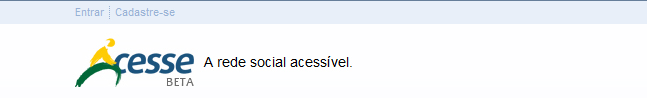 Entrar Cadastre-se
Acesse A rede social acessível.
BETA